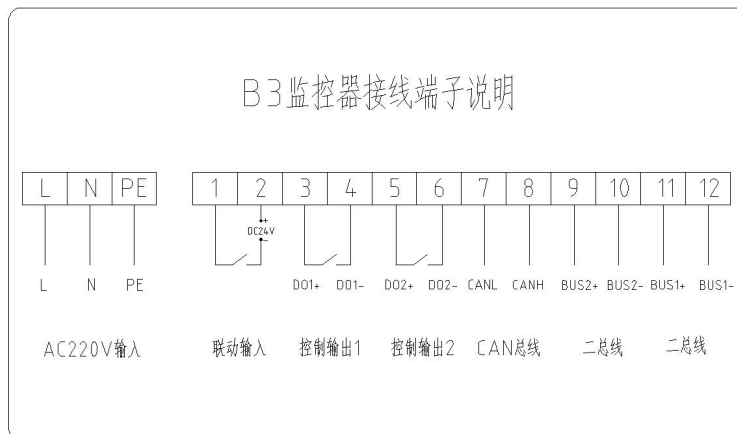 B3监控器接线端子说明
L N PE 1 2 3 4 5 6 7 8 9 10 11 12
+
DC24V
-
L N PE DO1+ DO1- DO2+ DO2- CANL CANH BUS2+ BUS2- BUS1+ BUS1-
AC220V输入 联动输入 控制输出1 控制输出2 CAN总线 二总线 二总线